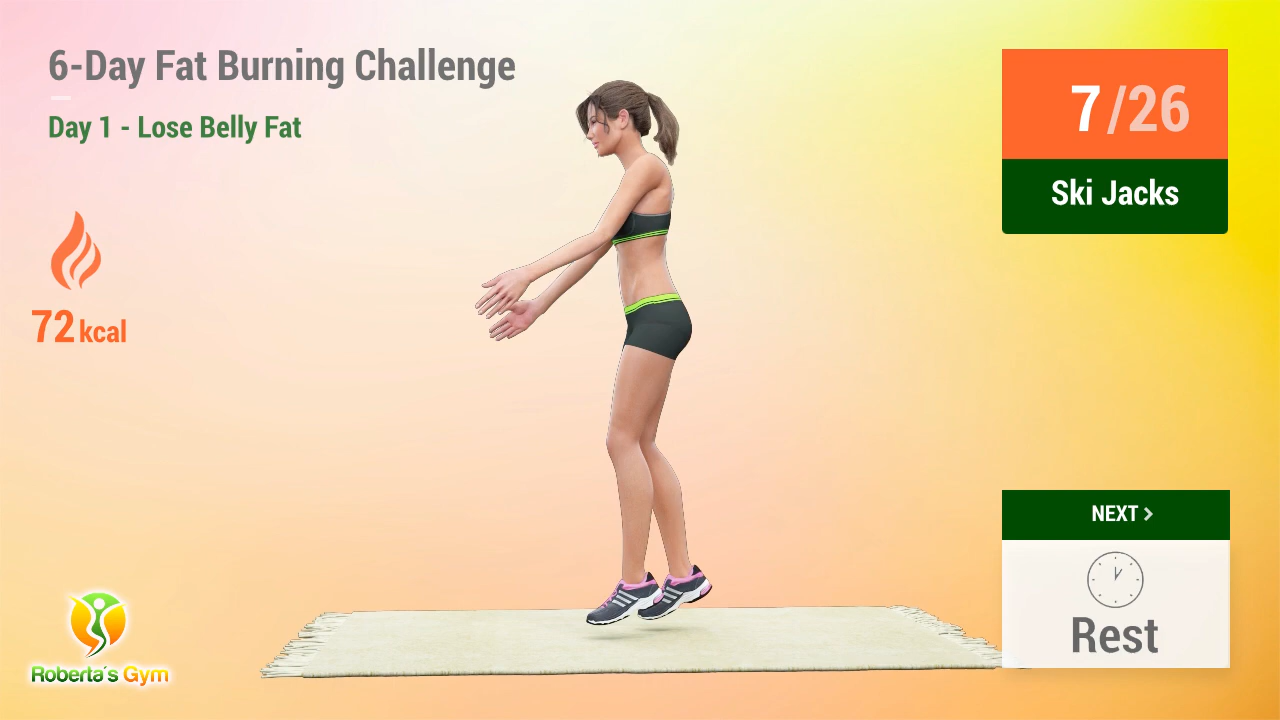 6-Day Fat Burning Challenge
Day 1 - Lose Belly Fat
7/26
Ski Jacks
72 kcal
NEXT >
Rest
Roberta´s Gym